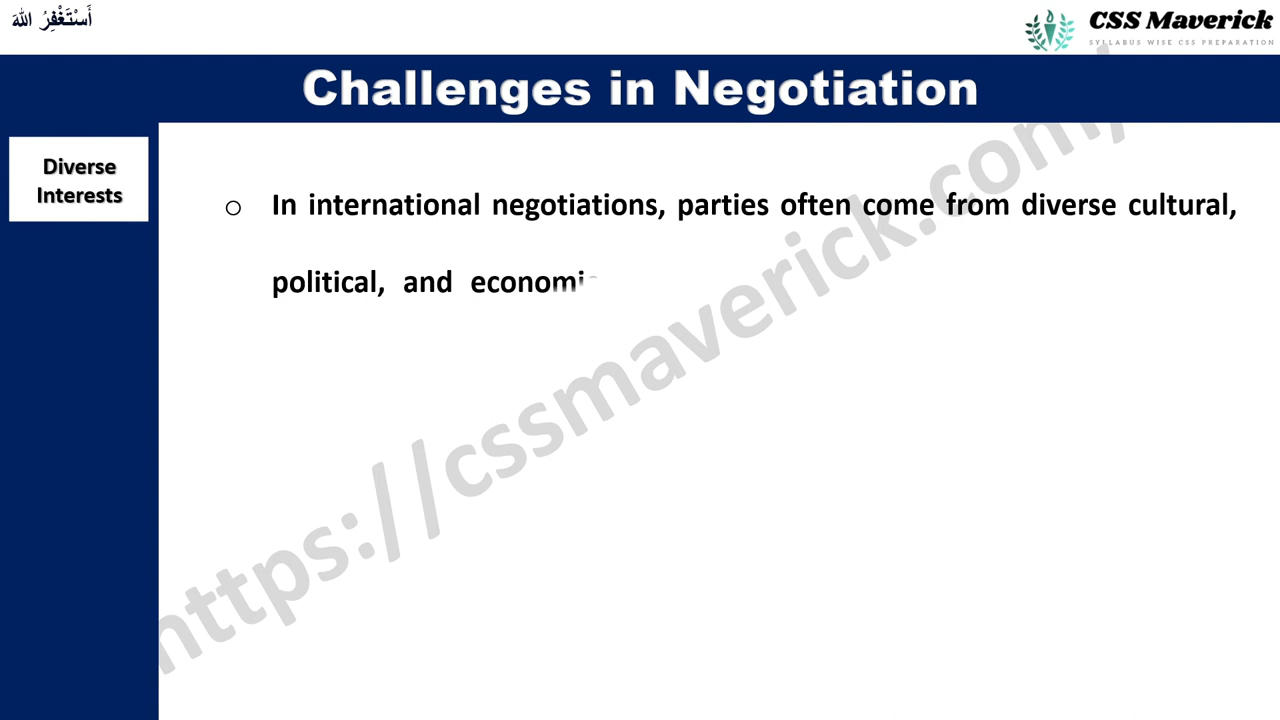 أَسْتَغْفِرُ اللهَ
CSS Maverick
SYLLABUS WISE CSS PREPARATION
Challenges in Negotiation
Diverse
Interests
In international negotiations, parties often come from diverse cultural,
political, and
https://cssmaverick.com/